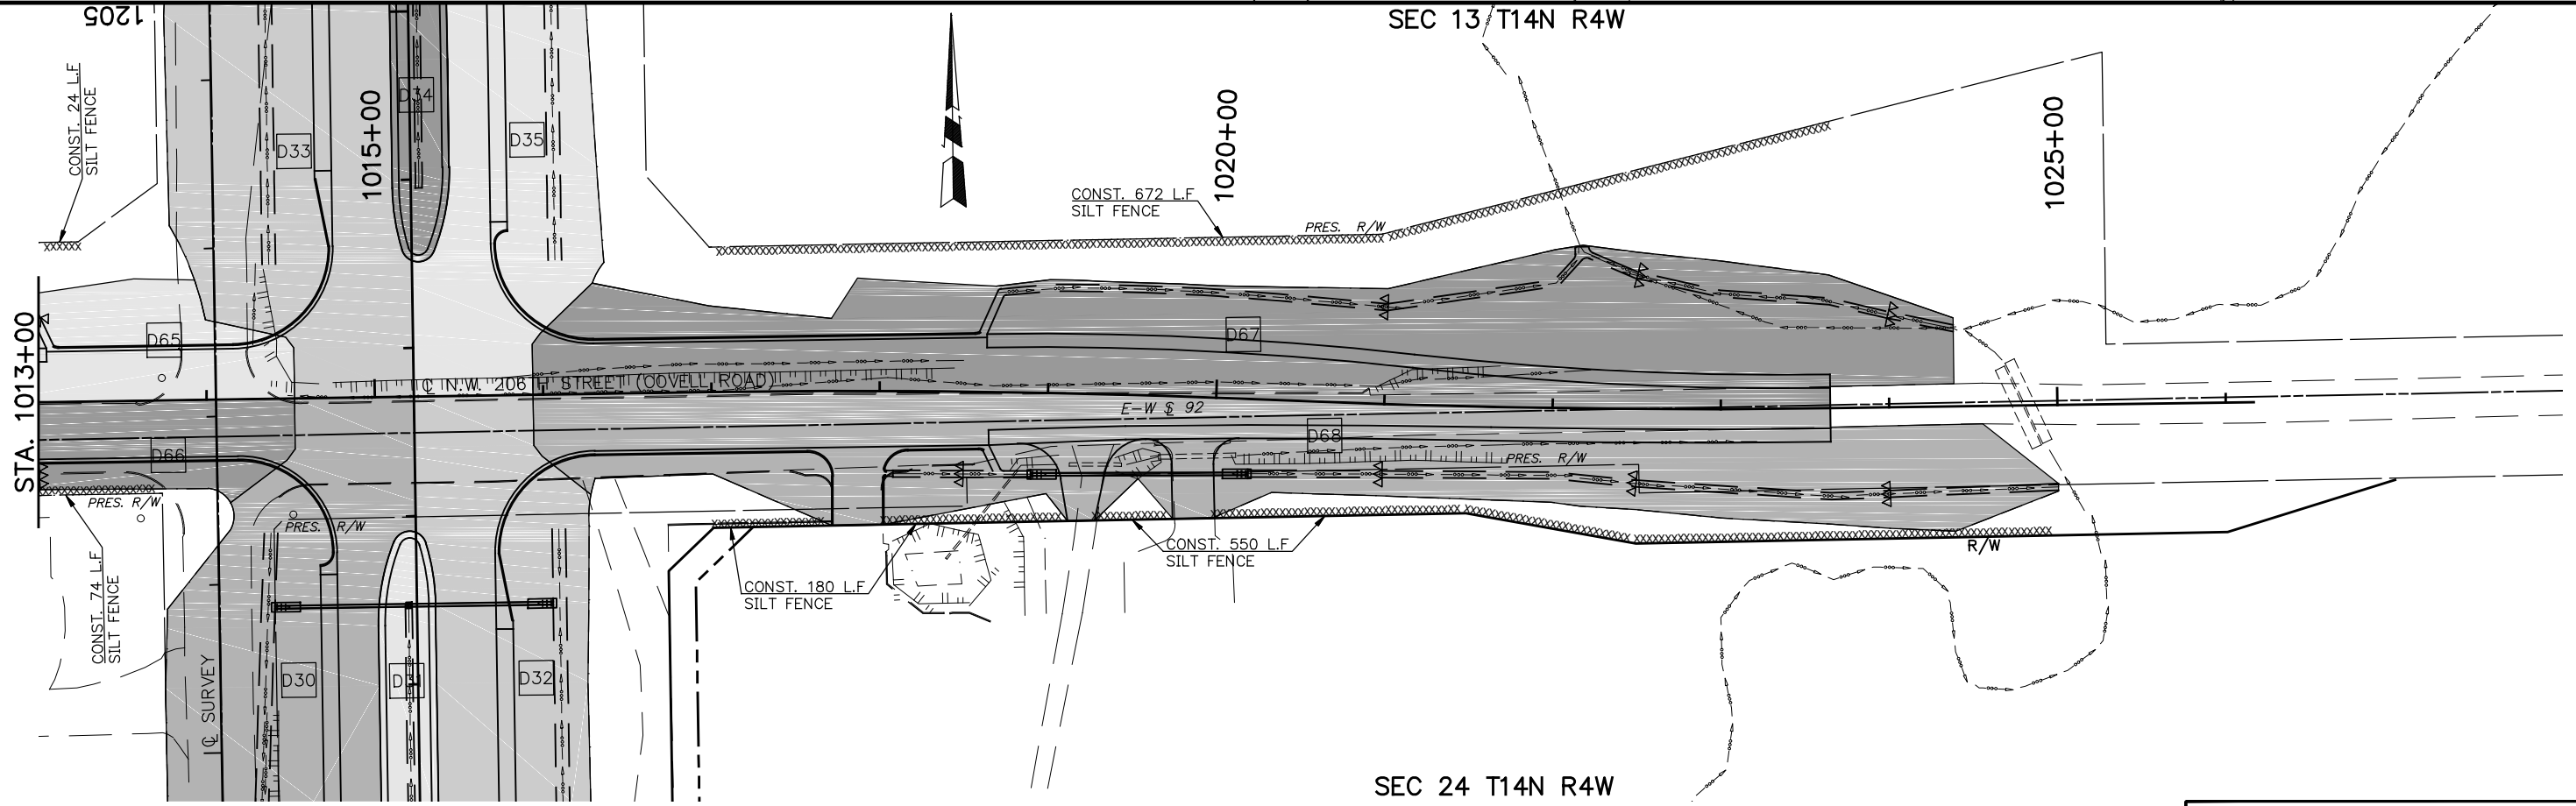 1205
SEC 13 T14N R4W
CONST. 24 L.F
SILT FENCE
D33
1015+00
D34
D35
1020+00
1025+00
CONST. 672 L.F
SILT FENCE
PRES. R/W
STA. 1013+00
D65
D67
℄ N.W. 206TH STREET (COVELL ROAD)
E-W 92
D66
D68
PRES. R/W
PRES. R/W
PRES. R/W
CONST. 74 L.F
SILT FENCE
CONST. 180 L.F
SILT FENCE
CONST. 550 L.F
SILT FENCE
R/W
℄ SURVEY
D30
D32
SEC 24 T14N R4W